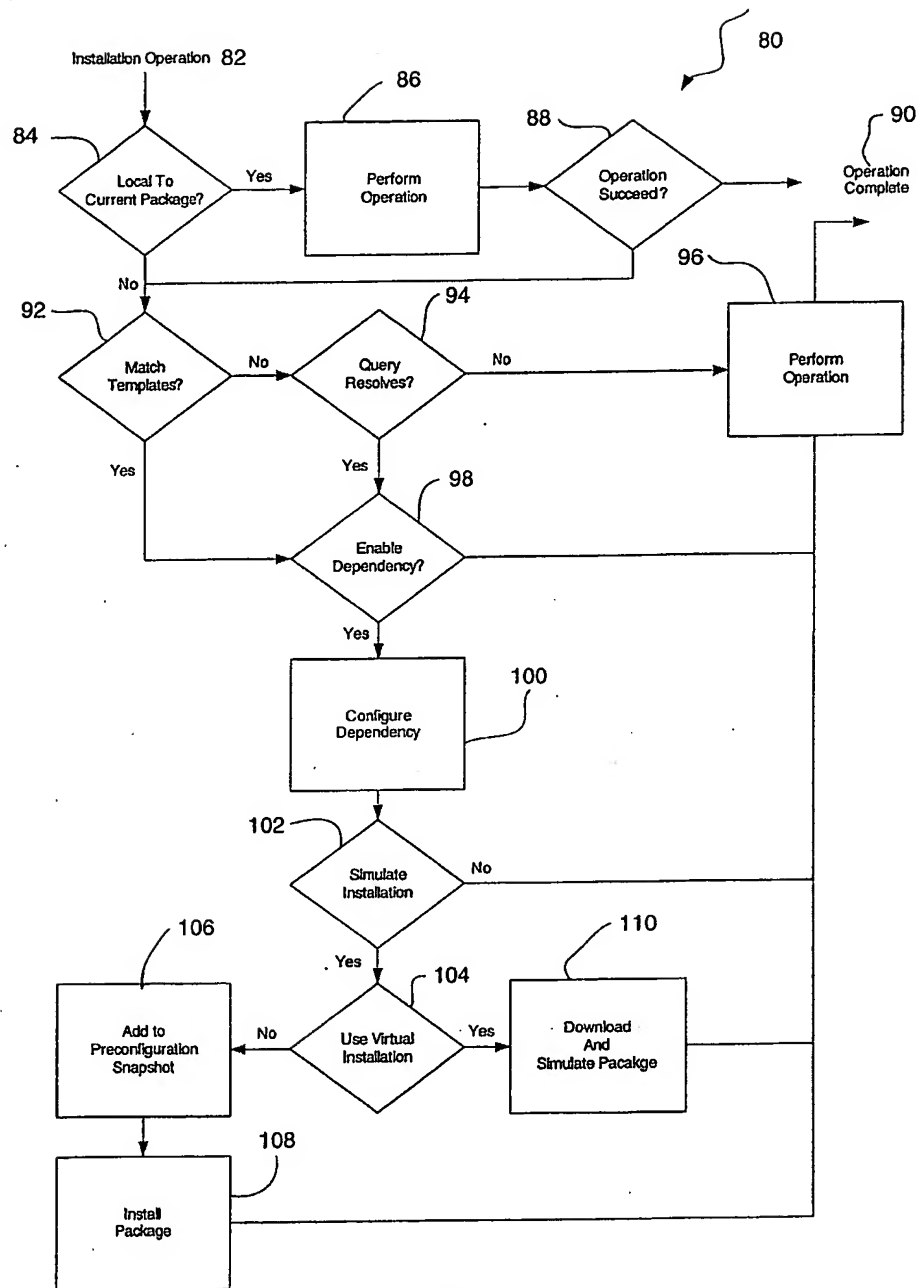 Installation Operation 82
80
86
88
90
84
Operation
Complete
Local To
Current Package?
Yes
Perform
Operation
Operation
Succeed?
No
92
94
96
Match
Templates?
No
Query
Resolves?
No
Perform
Operation
Yes
Yes
98
Enable
Dependency?
Yes
100
Configure
Dependency
102
Simulate
Installation
No
106
Yes
104
110
Add to
Preconfiguration
Snapshot
No
Use Virtual
Installation
Yes
Download
And
Simulate Pacakge
108
Install
Package